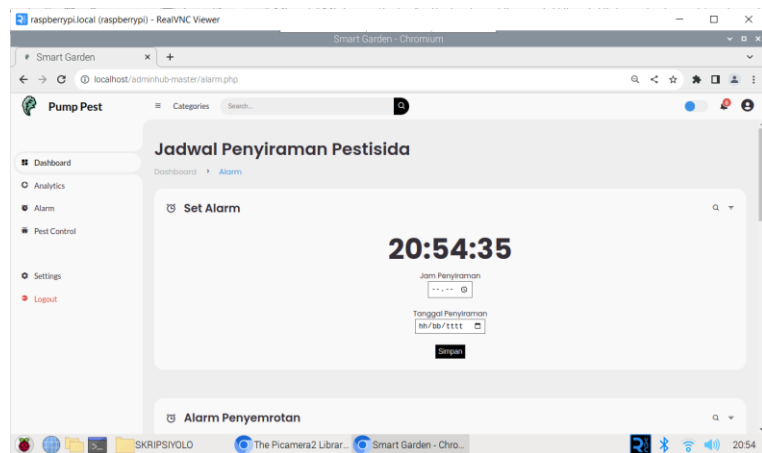 raspberrypi.local (raspberrypi) - RealVNC Viewer
Smart Garden - Chromium
Smart Garden
localhost/adminhub-master/alarm.php
Pump Pest
Categories
Search...
Jadwal Penyiraman Pestisida
Dashboard
Alarm
Dashboard
Analytics
Alarm
Pest Control
Settings
Logout
Set Alarm
20:54:35
Jam Penyiraman
--.--
Tanggal Penyiraman
hh/bb/tttt
Simpan
Alarm Penyemrotan
SKRIPSIYOLO
The Picamera2 Librar...
Smart Garden - Chro...
20:54